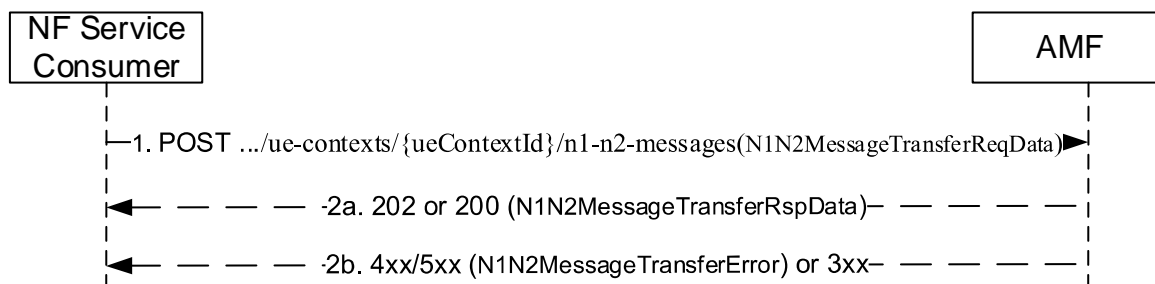 NF Service
Consumer
AMF
1. POST .../ue-contexts/{ueContextId}/n1-n2-messages(N1N2MessageTransferReqData)
2a. 202 or 200 (N1N2MessageTransferRspData)
2b. 4xx/5xx (N1N2MessageTransferError) or 3xx